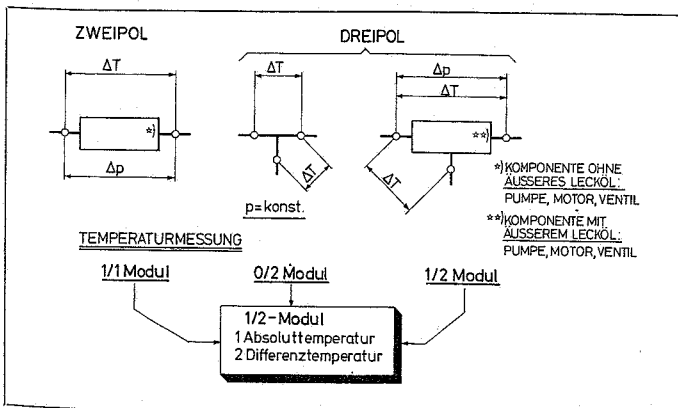 ZWEIPOL
DREIPOL
ΔT
*)
Δp
ΔT
ΔT
p=konst.
Δp
ΔT
**)
ΔT
*) KOMPONENTE OHNE
ÄUSSERES LECKÖL:
PUMPE, MOTOR, VENTIL
**) KOMPONENTE MIT
ÄUSSEREM LECKÖL:
PUMPE, MOTOR, VENTIL
TEMPERATURMESSUNG
1/1 Modul
0/2 Modul
1/2 Modul
1/2-Modul
1 Absoluttemperatur
2 Differenztemperatur